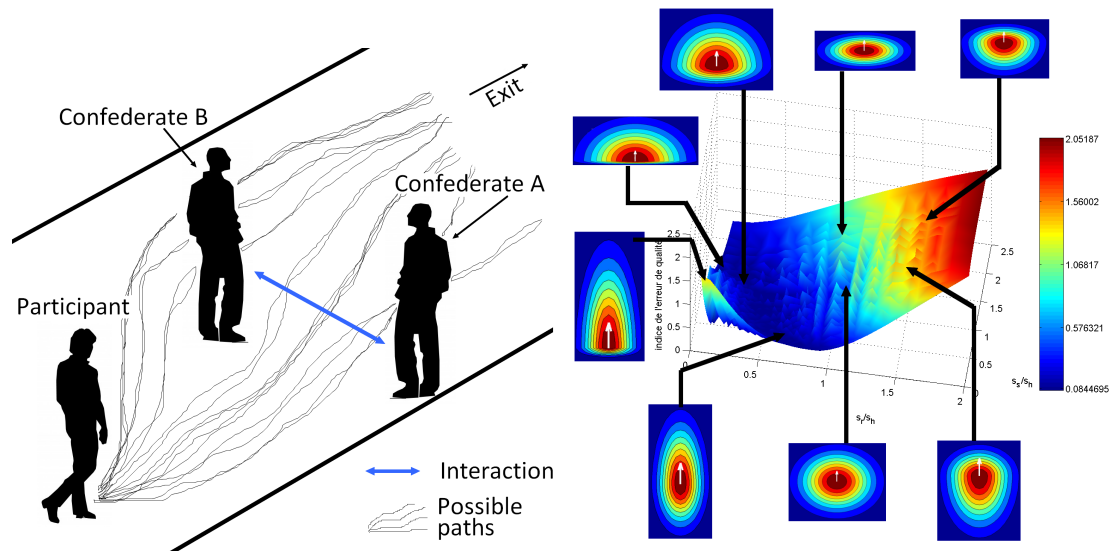 Confederate B
Exit
Confederate A
Participant
Interaction
Possible
paths
2.5
2
1.5
1
0.5
0
indice de l'erreur de qualité
0
0.5
1
1.5
2
s_r/s_h
0
0.5
1
1.5
2
2.5
s_s/s_h
2.05187
1.56002
1.06817
0.576321
0.0844695